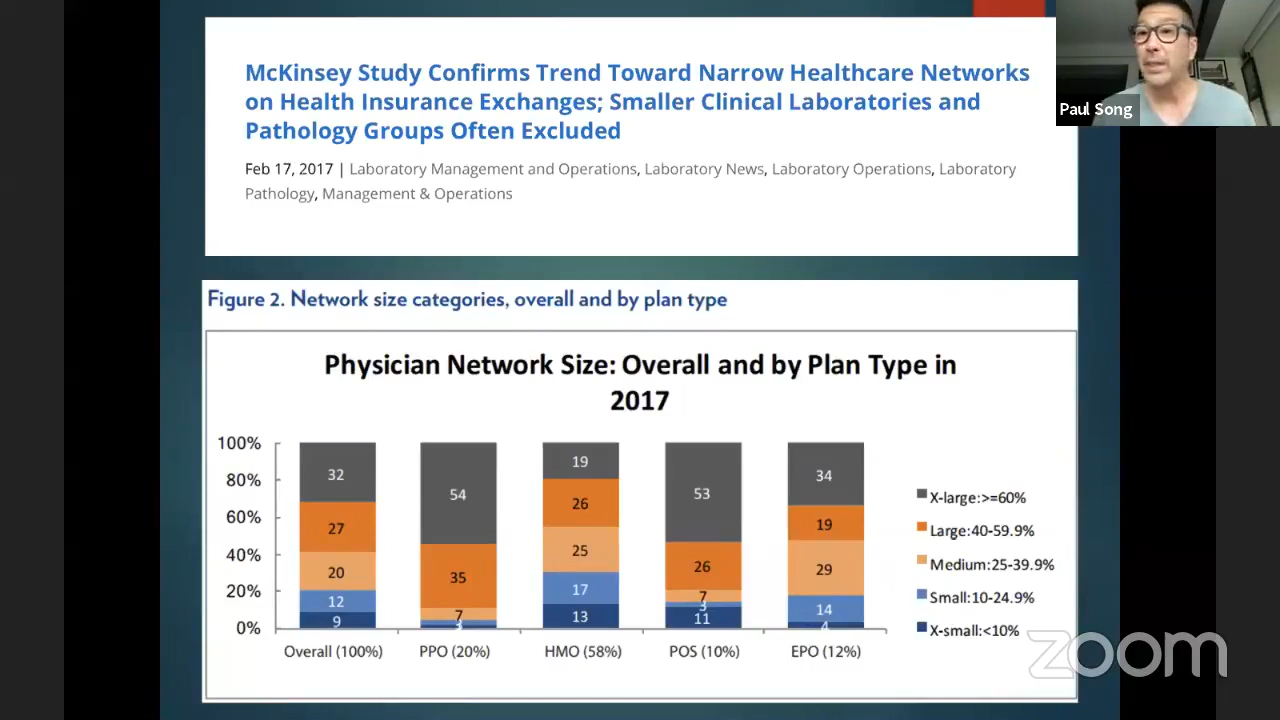 McKinsey Study Confirms Trend Toward Narrow Healthcare Networks
on Health Insurance Exchanges; Smaller Clinical Laboratories and
Pathology Groups Often Excluded
Feb 17, 2017 | Laboratory Management and Operations, Laboratory News, Laboratory Operations, Laboratory
Pathology, Management & Operations
Paul Song
Figure 2. Network size categories, overall and by plan type
Physician Network Size: Overall and by Plan Type in
2017
100%
80%
60%
40%
20%
0%
32
27
20
12
9
54
35
7
3
19
26
25
17
13
53
26
7
3
11
34
19
29
14
4
Overall (100%)
PPO (20%)
HMO (58%)
POS (10%)
EPO (12%)
X-large:>=60%
Large:40-59.9%
Medium:25-39.9%
Small:10-24.9%
X-small:<10%
zoom